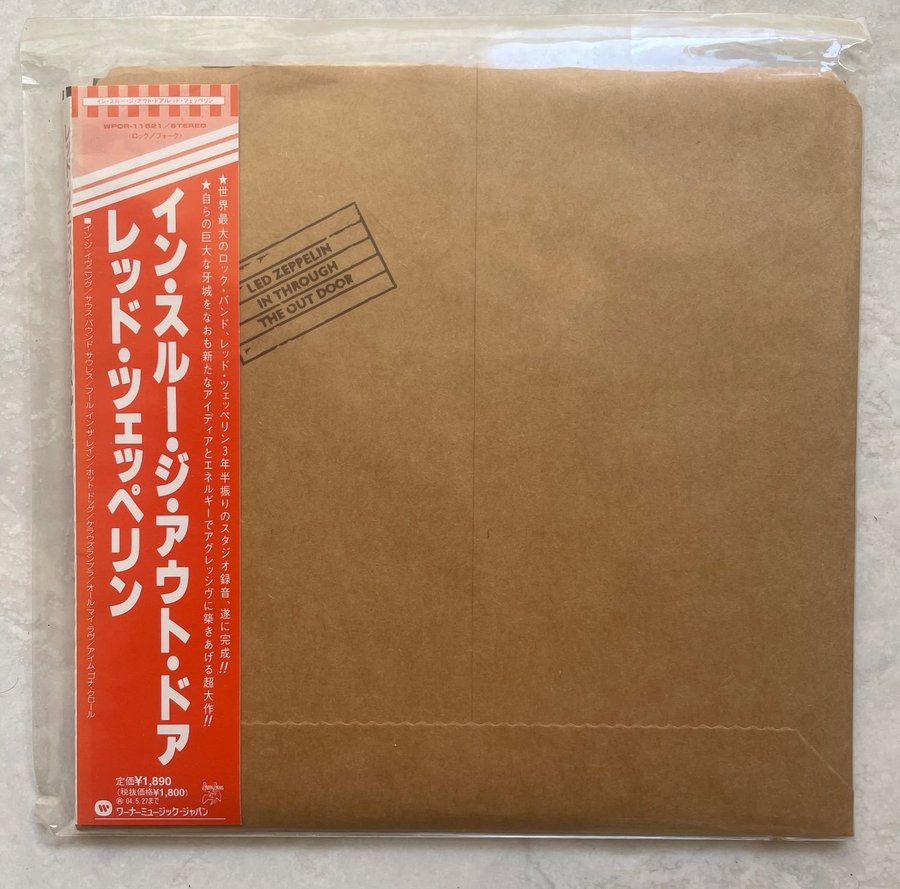 イン・スルー・ジ・アウト・ドア/レッド・ツェッペリン
WPCR-11621/STEREO
(ロック/フォーク)
★世界最大のロック・バンド、レッド・ツェッペリン3年半振りのスタジオ録音、遂に完成!!
★自らの巨大な牙城をなおも新たなアイディアとエネルギーでアグレッシヴに築きあげる超大作!!
イン・スルー・ジ・アウト・ドア
レッド・ツェッペリン
■イン・ジ・イヴニング/サウス・バウンド・サウレス/フール・イン・ザ・レイン/ホット・ドッグ/ケラウズランブラ/オール・マイ・ラヴ/アイム・ゴナ・クロール
定価¥1,890
(税抜価格¥1,800)
04.5.27まで
ワーナーミュージック・ジャパン
LED ZEPPELIN
IN THROUGH
THE OUT DOOR